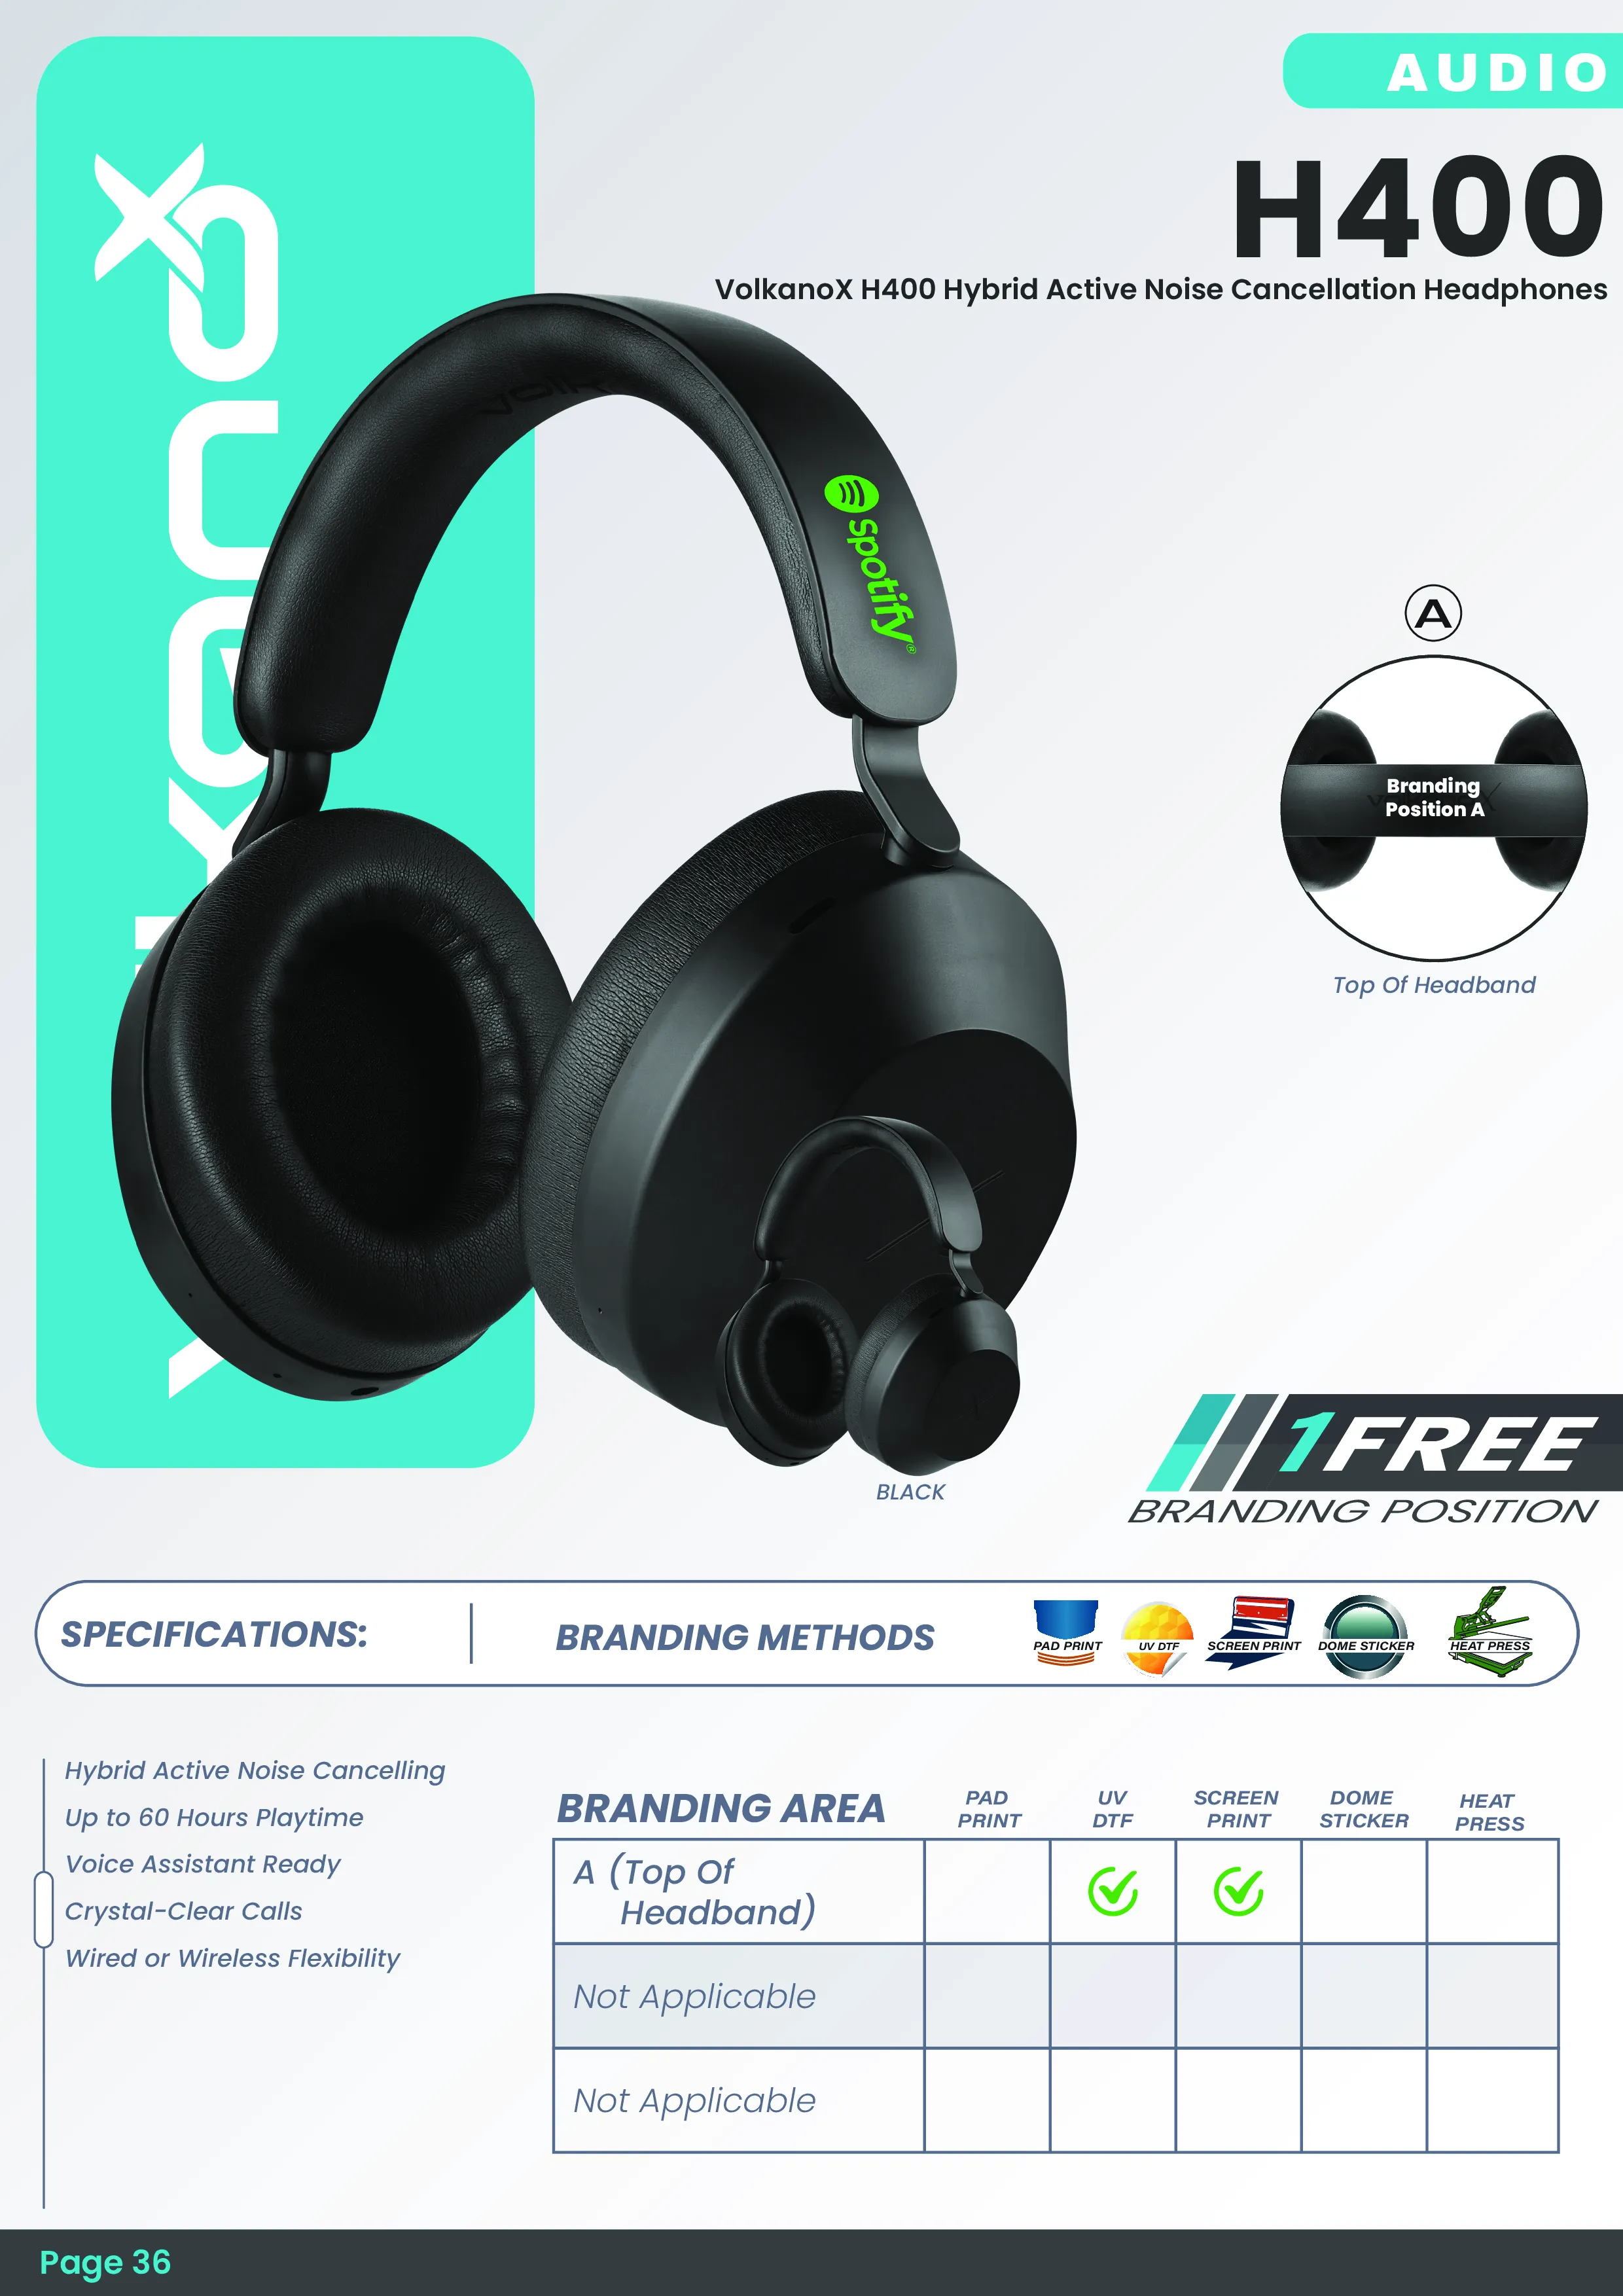 AUDIO
H400
VolkanoX H400 Hybrid Active Noise Cancellation Headphones
Spotify®
A
Branding
Position A
Top Of Headband
BLACK
1FREE
BRANDING POSITION
SPECIFICATIONS:
BRANDING METHODS
PAD PRINT
UV DTF
SCREEN PRINT
DOME STICKER
HEAT PRESS
Hybrid Active Noise Cancelling
Up to 60 Hours Playtime
Voice Assistant Ready
Crystal-Clear Calls
Wired or Wireless Flexibility
BRANDING AREA
PAD PRINT
UV DTF
SCREEN PRINT
DOME STICKER
HEAT PRESS
A (Top Of
Headband)
Not Applicable
Not Applicable
Page 36